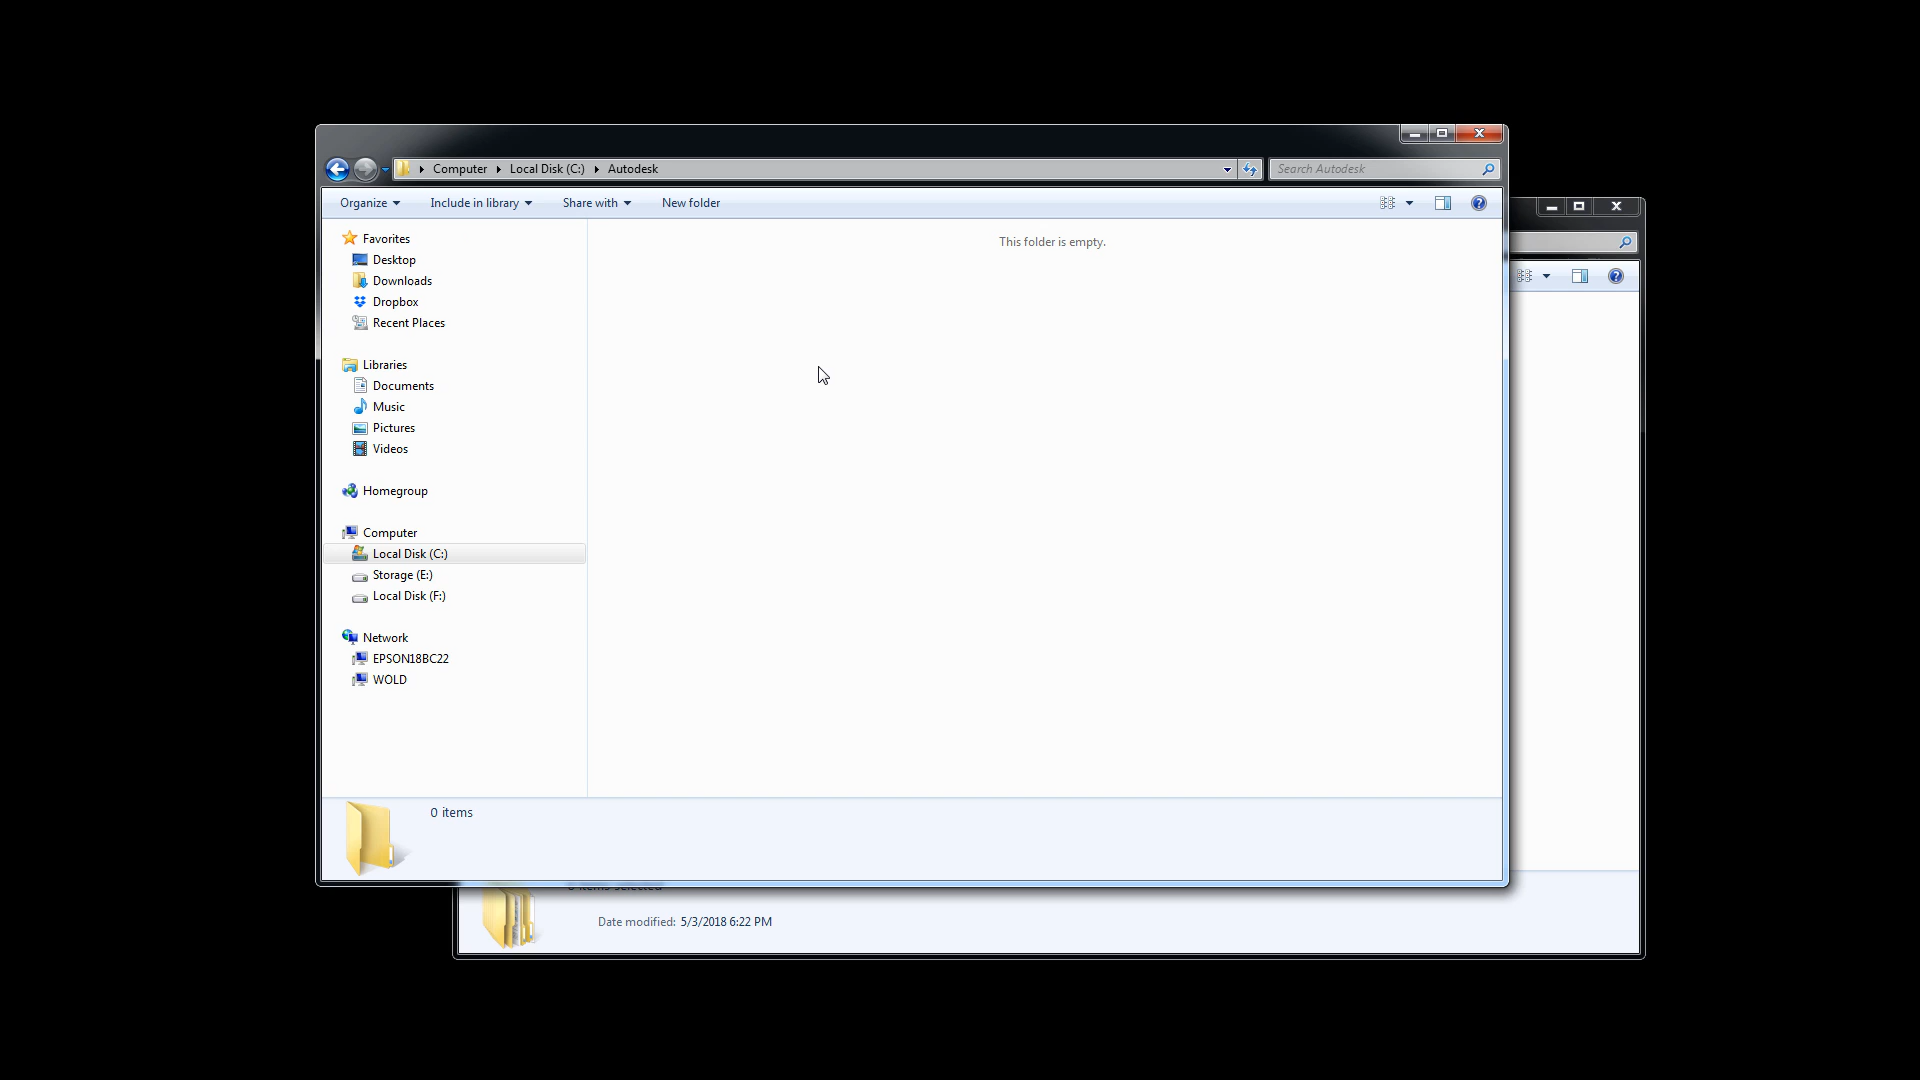 Computer Local Disk (C:) Autodesk
Search Autodesk
Organize Include in library Share with New folder
Favorites
Desktop
Downloads
Dropbox
Recent Places
Libraries
Documents
Music
Pictures
Videos
Homegroup
Computer
Local Disk (C:)
Storage (E:)
Local Disk (F:)
Network
EPSON18BC22
WOLD
This folder is empty.
0 items
items selected
Date modified: 5/3/2018 6:22 PM